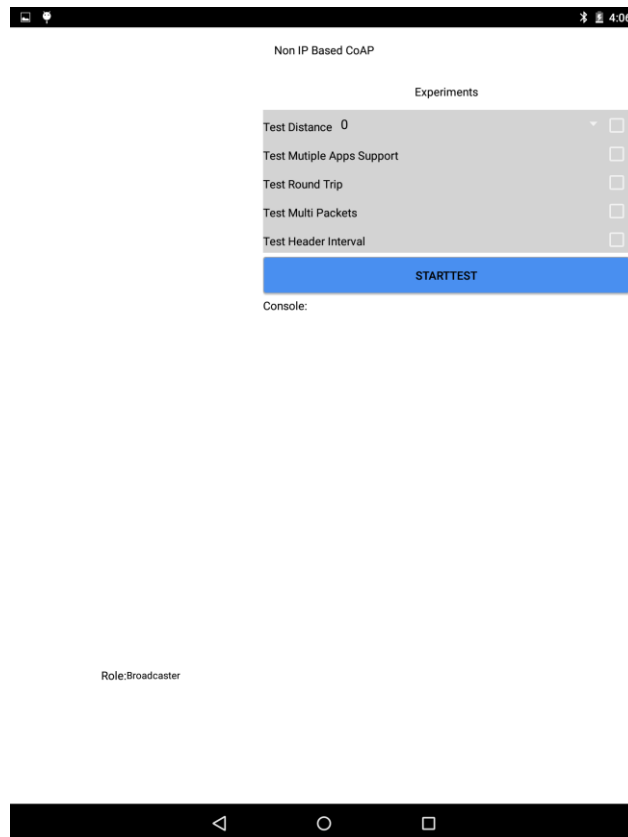 4:06
Non IP Based CoAP
Experiments
Test Distance 0
Test Mutiple Apps Support
Test Round Trip
Test Multi Packets
Test Header Interval
STARTTEST
Console:
Role:Broadcaster